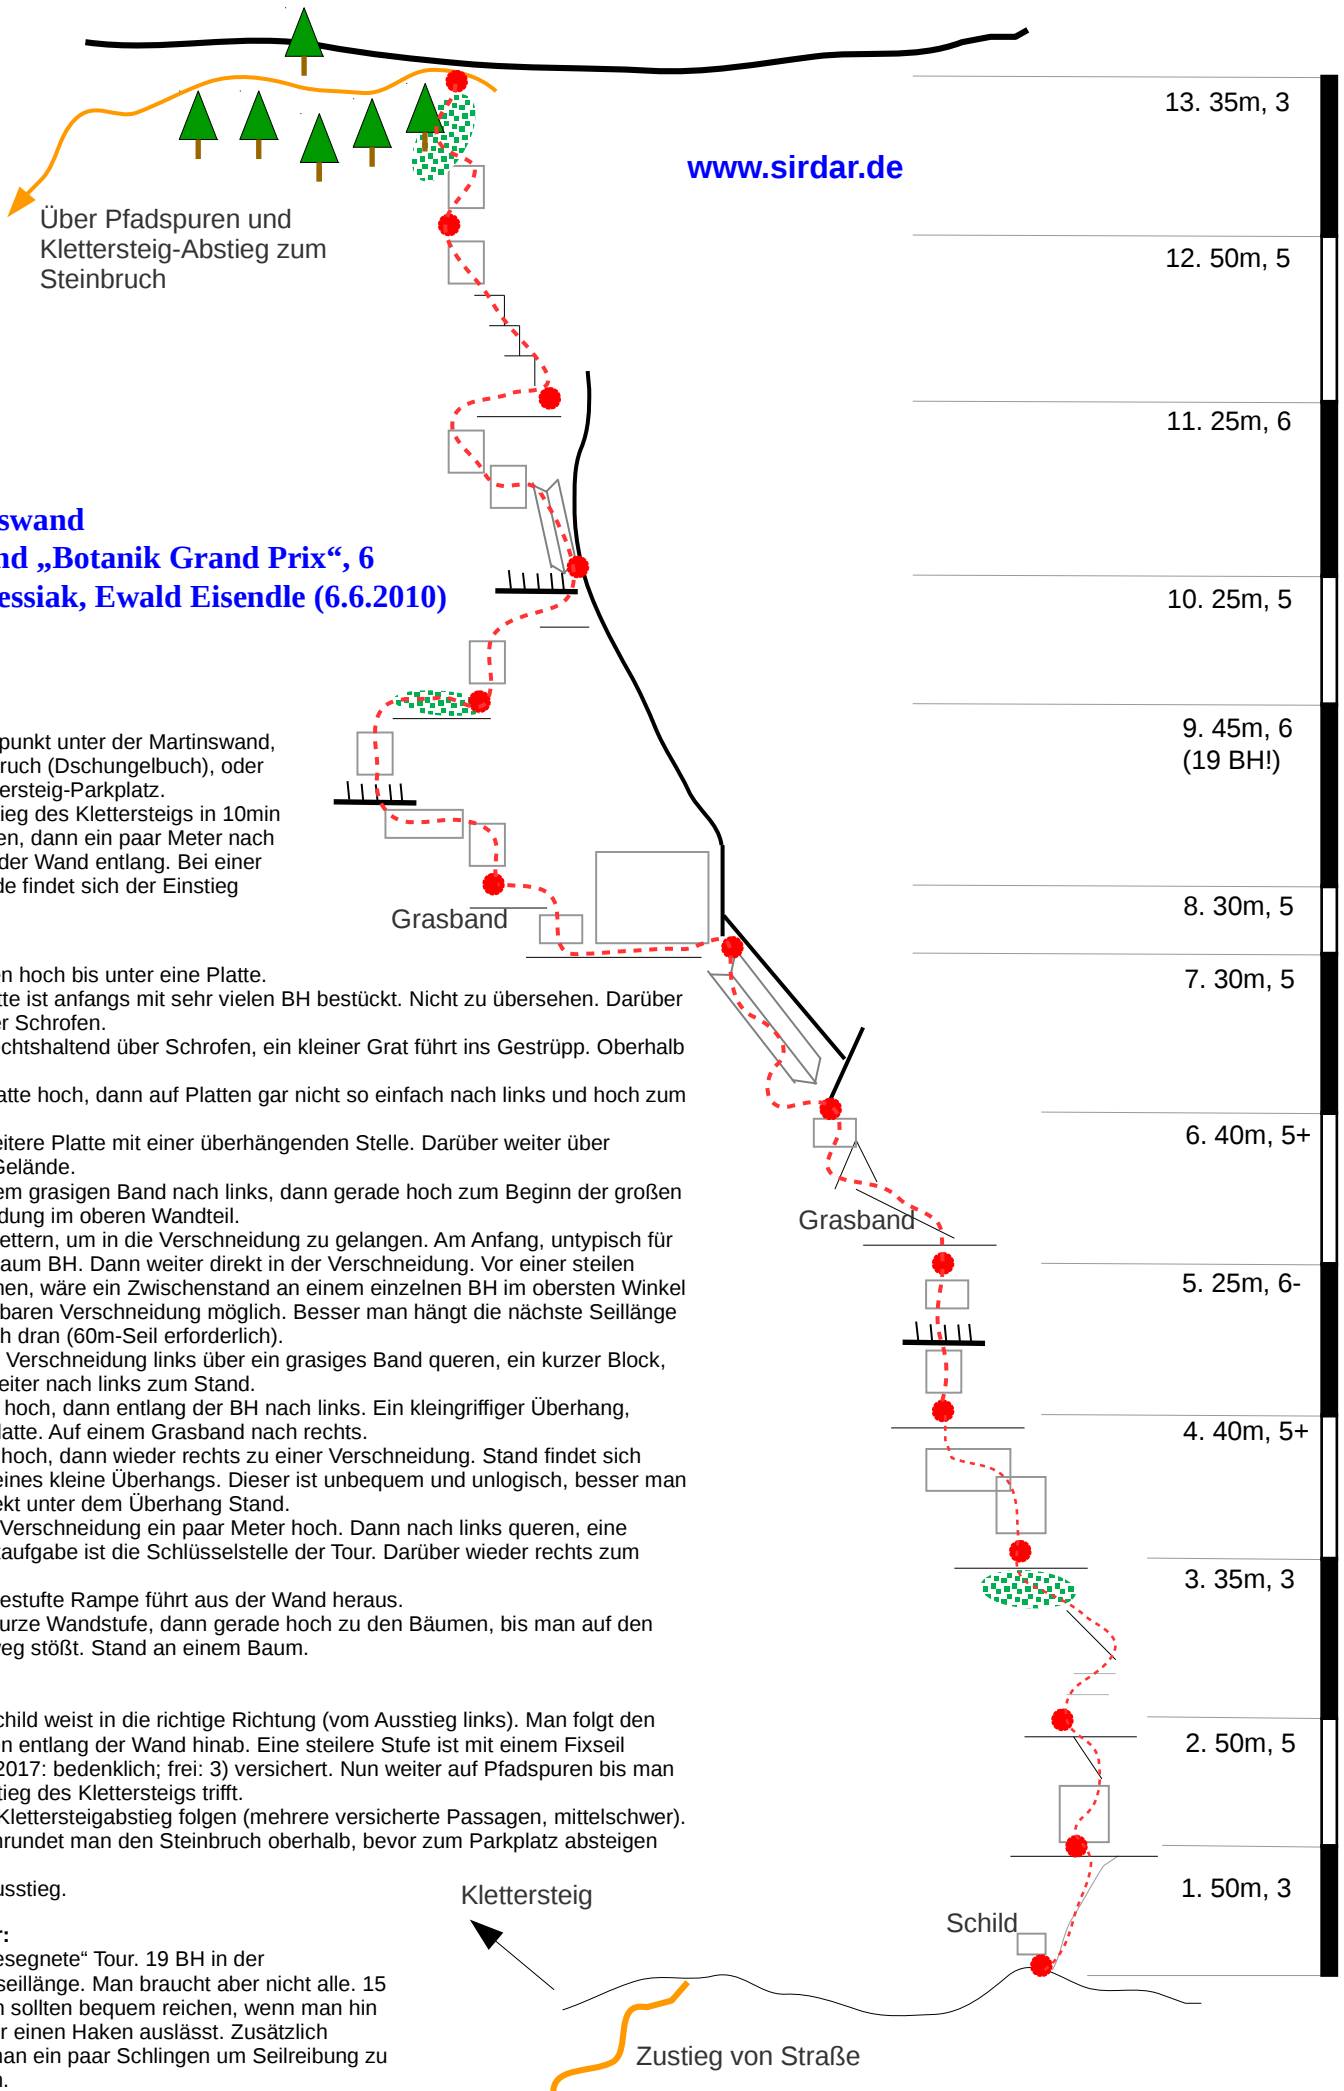 13. 35m, 3
www.sirdar.de
Über Pfadspuren und
Klettersteig-Abstieg zum
Steinbruch
12. 50m, 5
11. 25m, 6
swand
nd „Botanik Grand Prix“, 6
essiak, Ewald Eisendle (6.6.2010)
10. 25m, 5
9. 45m, 6
(19 BH!)
punkt unter der Martinswand,
ruch (Dschungelbuch), oder
ersteig-Parkplatz.
ieg des Klettersteigs in 10min
en, dann ein paar Meter nach
der Wand entlang. Bei einer
de findet sich der Einstieg
8. 30m, 5
Grasband
7. 30m, 5
en hoch bis unter eine Platte.
tte ist anfangs mit sehr vielen BH bestückt. Nicht zu übersehen. Darüber
er Schrofen.
echtshaltend über Schrofen, ein kleiner Grat führt ins Gestrüpp. Oberhalb
atte hoch, dann auf Platten gar nicht so einfach nach links und hoch zum
eitere Platte mit einer überhängenden Stelle. Darüber weiter über
Gelände.
em grasigen Band nach links, dann gerade hoch zum Beginn der großen
dung im oberen Wandteil.
ettern, um in die Verschneidung zu gelangen. Am Anfang, untypisch für
aum BH. Dann weiter direkt in der Verschneidung. Vor einer steilen
hen, wäre ein Zwischenstand an einem einzelnen BH im obersten Winkel
baren Verschneidung möglich. Besser man hängt die nächste Seillänge
h dran (60m-Seil erforderlich).
Verschneidung links über ein grasiges Band queren, ein kurzer Block,
eiter nach links zum Stand.
hoch, dann entlang der BH nach links. Ein kleingriffiger Überhang,
latte. Auf einem Grasband nach rechts.
hoch, dann wieder rechts zu einer Verschneidung. Stand findet sich
eines kleine Überhangs. Dieser ist unbequem und unlogisch, besser man
ekt unter dem Überhang Stand.
Verschneidung ein paar Meter hoch. Dann nach links queren, eine
taufgabe ist die Schlüsselstelle der Tour. Darüber wieder rechts zum
estufte Rampe führt aus der Wand heraus.
urze Wandstufe, dann gerade hoch zu den Bäumen, bis man auf den
weg stößt. Stand an einem Baum.
6. 40m, 5+
Grasband
5. 25m, 6-
4. 40m, 5+
3. 35m, 3
child weist in die richtige Richtung (vom Ausstieg links). Man folgt den
en entlang der Wand hinab. Eine steilere Stufe ist mit einem Fixseil
2017: bedenklich; frei: 3) versichert. Nun weiter auf Pfadspuren bis man
tieg des Klettersteigs trifft.
Klettersteigabstieg folgen (mehrere versicherte Passagen, mittelschwer).
mrundet man den Steinbruch oberhalb, bevor zum Parkplatz absteigen
usstieg.
2. 50m, 5
1. 50m, 3
Klettersteig
Schild
r:
esegnete“ Tour. 19 BH in der
seillänge. Man braucht aber nicht alle. 15
n sollten bequem reichen, wenn man hin
r einen Haken auslässt. Zusätzlich
man ein paar Schlingen um Seilreibung zu
n.
Zustieg von Straße